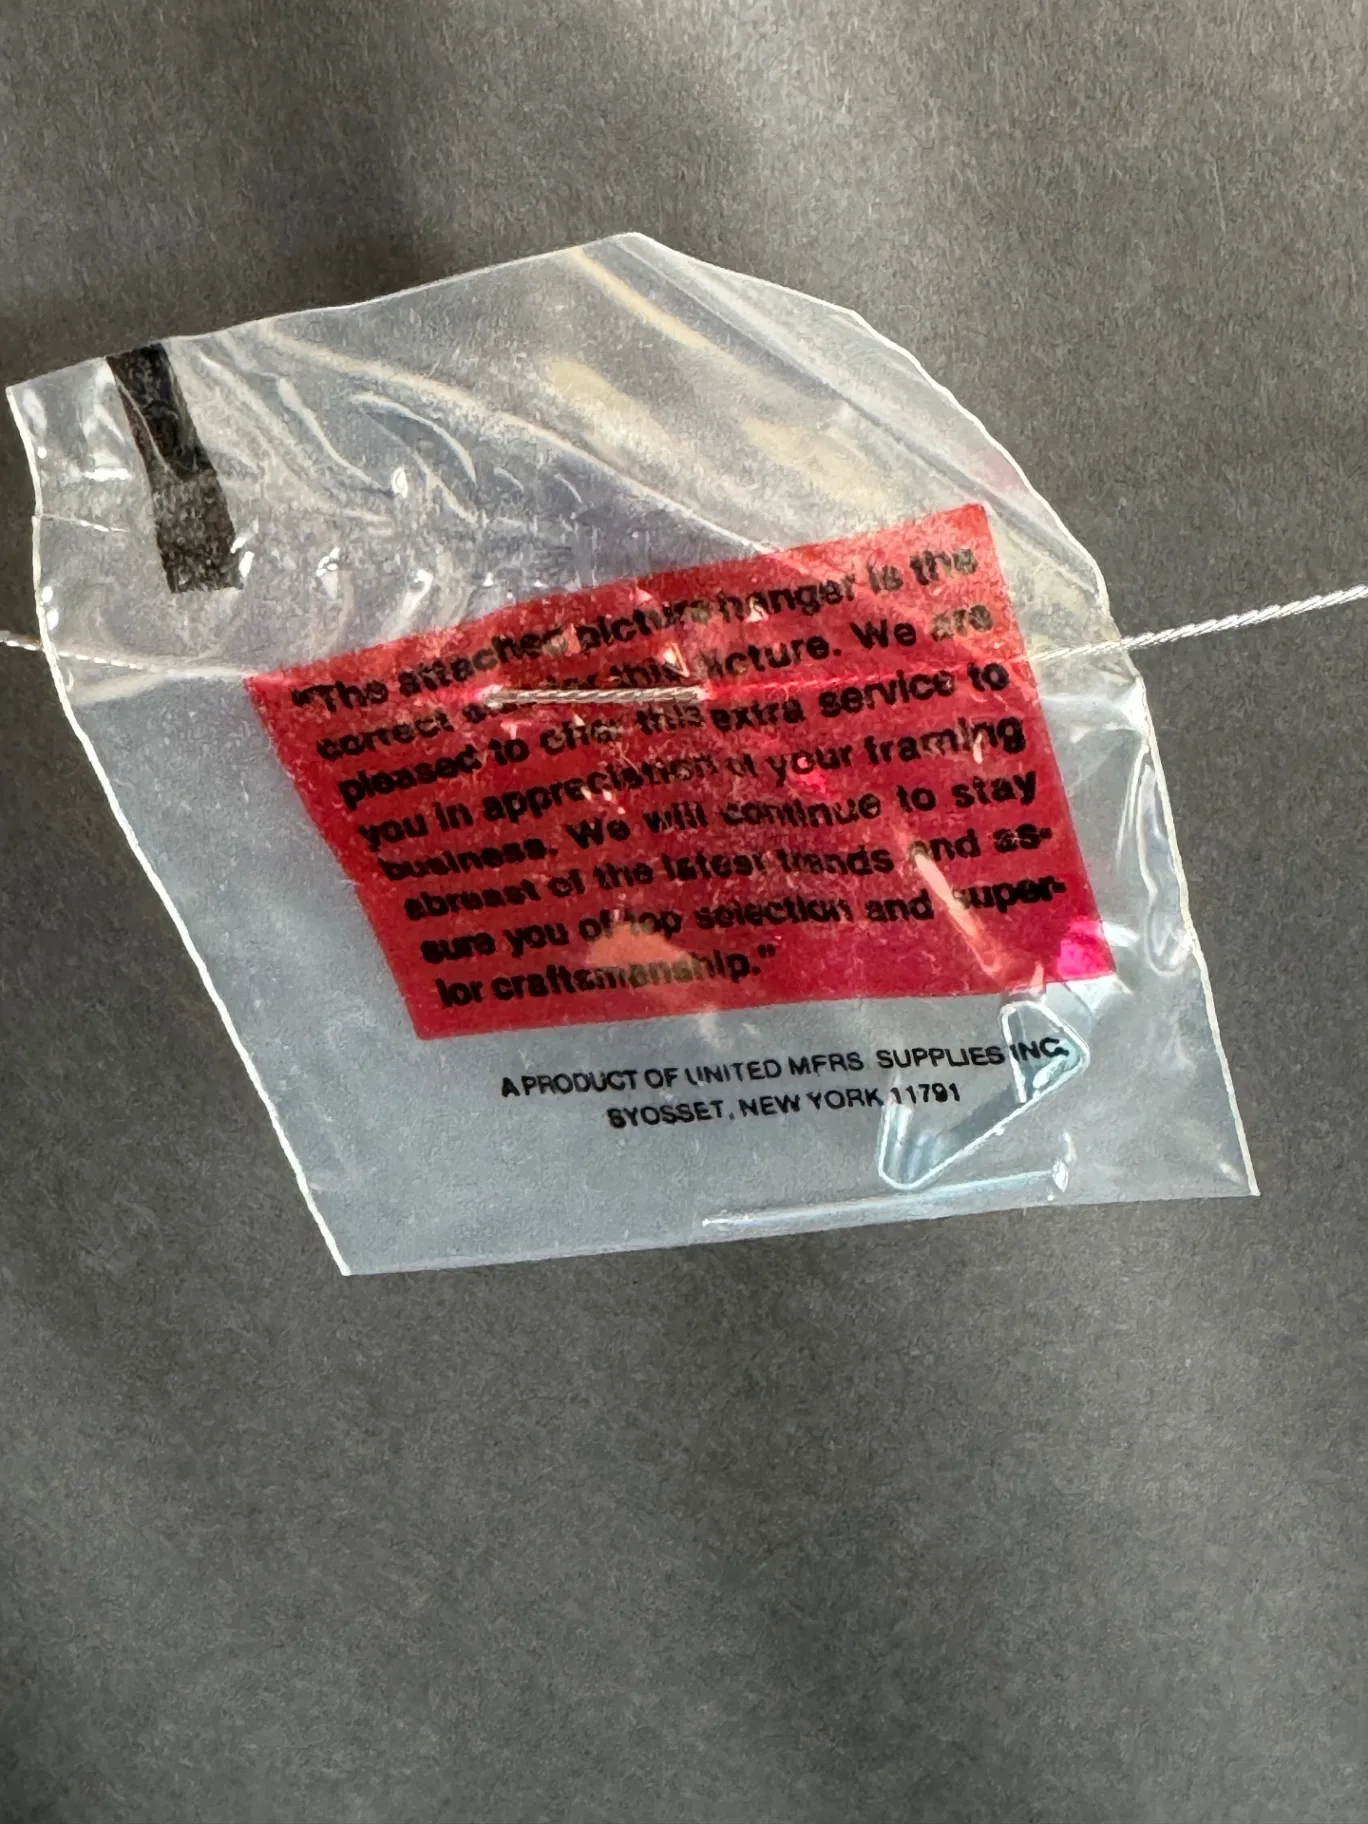 "The attached picture hanger is the
correct for this picture. We are
pleased to offer this extra service to
you in appreciation of your framing
business. We will continue to stay
abreast of the latest trends and as-
sure you of top selection and super-
ior craftsmanship."
A PRODUCT OF UNITED MFRS. SUPPLIES INC.
SYOSSET, NEW YORK 11791